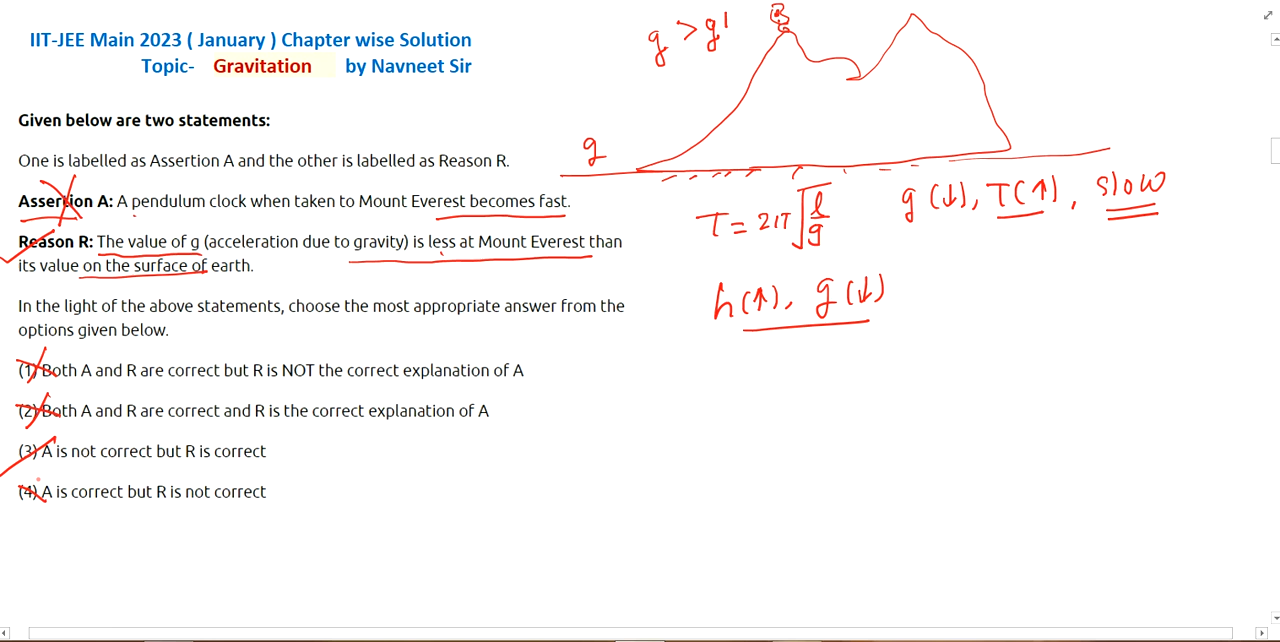 IIT-JEE Main 2023 ( January ) Chapter wise Solution
Topic- Gravitation by Navneet Sir
Given below are two statements:
One is labelled as Assertion A and the other is labelled as Reason R.
Assertion A: A pendulum clock when taken to Mount Everest becomes fast.
Reason R: The value of g (acceleration due to gravity) is less at Mount Everest than
its value on the surface of earth.
In the light of the above statements, choose the most appropriate answer from the
options given below.
(1) Both A and R are correct but R is NOT the correct explanation of A
(2) Both A and R are correct and R is the correct explanation of A
(3) A is not correct but R is correct
(4) A is correct but R is not correct
g > g'
g
T = 2π√(l/g)
g (↓), T(↑), slow
h(↑), g(↓)